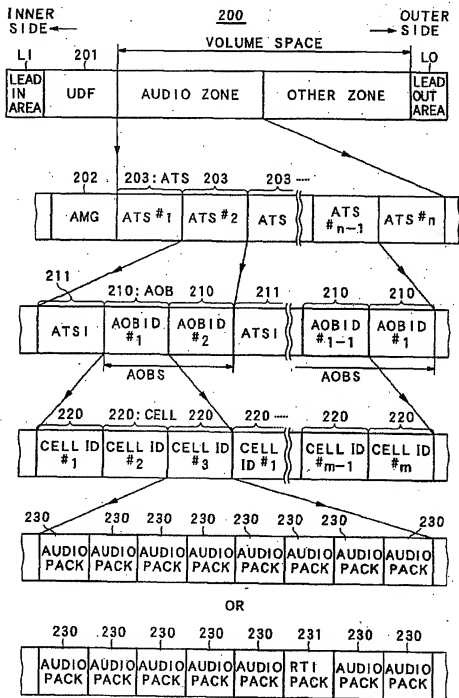 INNER SIDE 200 OUTER SIDE
LI 201 VOLUME SPACE LO
LEAD IN AREA UDF AUDIO ZONE OTHER ZONE LEAD OUT AREA
202 203: ATS 203 203 ----
AMG ATS #1 ATS #2 ATS ATS #n-1 ATS #n
211 210: AOB 210 211 210 210
ATSI AOBID #1 AOBID #2 ATSI AOBID #1-1 AOBID #1
AOBS AOBS
220 220: CELL 220 220 ---- 220 220
CELL ID #1 CELL ID #2 CELL ID #3 CELL ID #1 CELL ID #m-1 CELL ID #m
230 230 230 230 230 230 230 230
AUDIO PACK AUDIO PACK AUDIO PACK AUDIO PACK AUDIO PACK AUDIO PACK AUDIO PACK AUDIO PACK
OR
230 230 230 230 230 231 230 230
AUDIO PACK AUDIO PACK AUDIO PACK AUDIO PACK AUDIO PACK RTI PACK AUDIO PACK AUDIO PACK